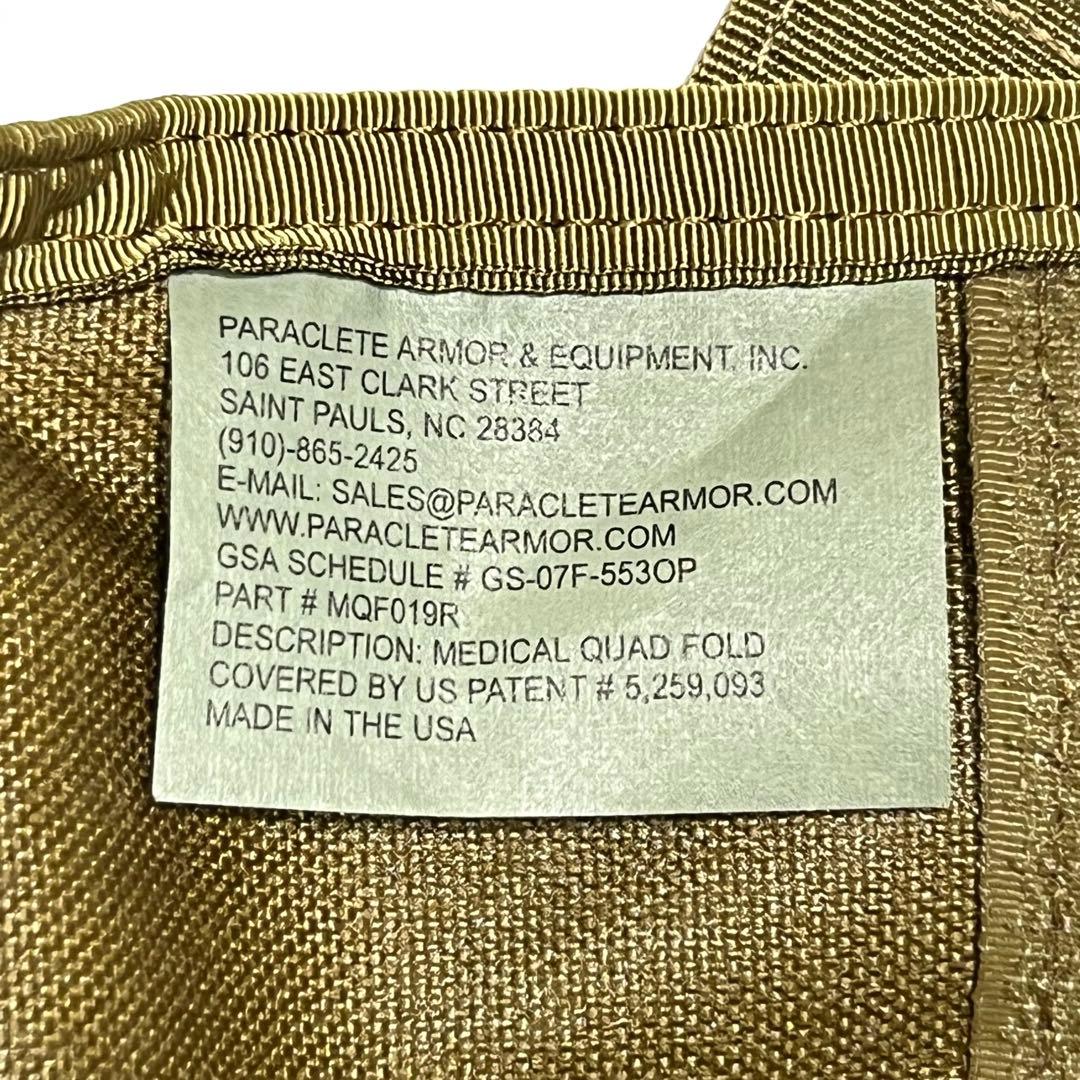 PARACLETE ARMOR & EQUIPMENT, INC.
106 EAST CLARK STREET
SAINT PAULS, NC 28384
(910)-865-2425
E-MAIL: SALES@PARACLETEARMOR.COM
WWW.PARACLETEARMOR.COM
GSA SCHEDULE # GS-07F-553OP
PART # MQF019R
DESCRIPTION: MEDICAL QUAD FOLD
COVERED BY US PATENT # 5,259,093
MADE IN THE USA